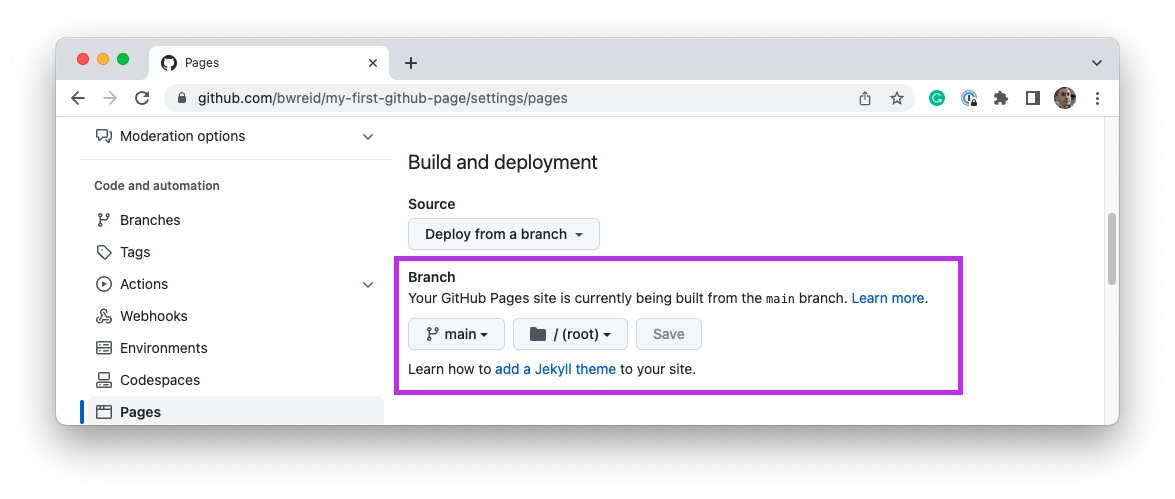 Pages
github.com/bwreid/my-first-github-page/settings/pages
Moderation options
Code and automation
Branches
Tags
Actions
Webhooks
Environments
Codespaces
Pages
Build and deployment
Source
Deploy from a branch
Branch
Your GitHub Pages site is currently being built from the main branch. Learn more.
main / (root) Save
Learn how to add a Jekyll theme to your site.